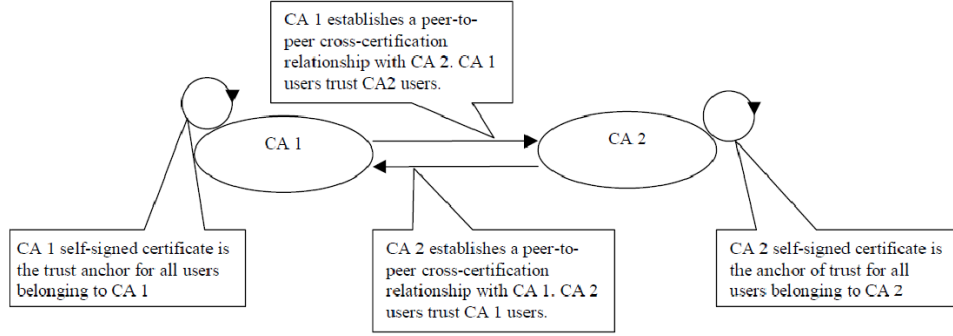 CA 1 establishes a peer-to-
peer cross-certification
relationship with CA 2. CA 1
users trust CA2 users.
CA 1
CA 2
CA 1 self-signed certificate is
the trust anchor for all users
belonging to CA 1
CA 2 establishes a peer-to-
peer cross-certification
relationship with CA 1. CA 2
users trust CA 1 users.
CA 2 self-signed certificate is
the anchor of trust for all
users belonging to CA 2